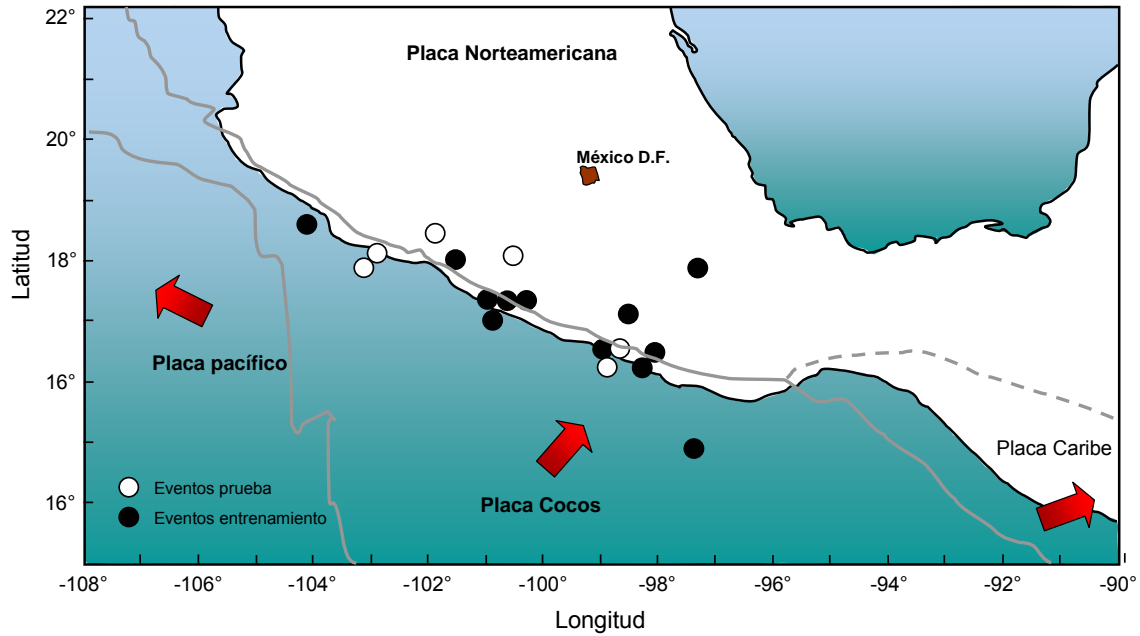 22°
20°
18°
16°
16°
Latitud
Placa Norteamericana
México D.F.
Placa pacífico
Placa Cocos
Placa Caribe
Eventos prueba
Eventos entrenamiento
-108°
-106°
-104°
-102°
-100°
-98°
-96°
-94°
-92°
-90°
Longitud